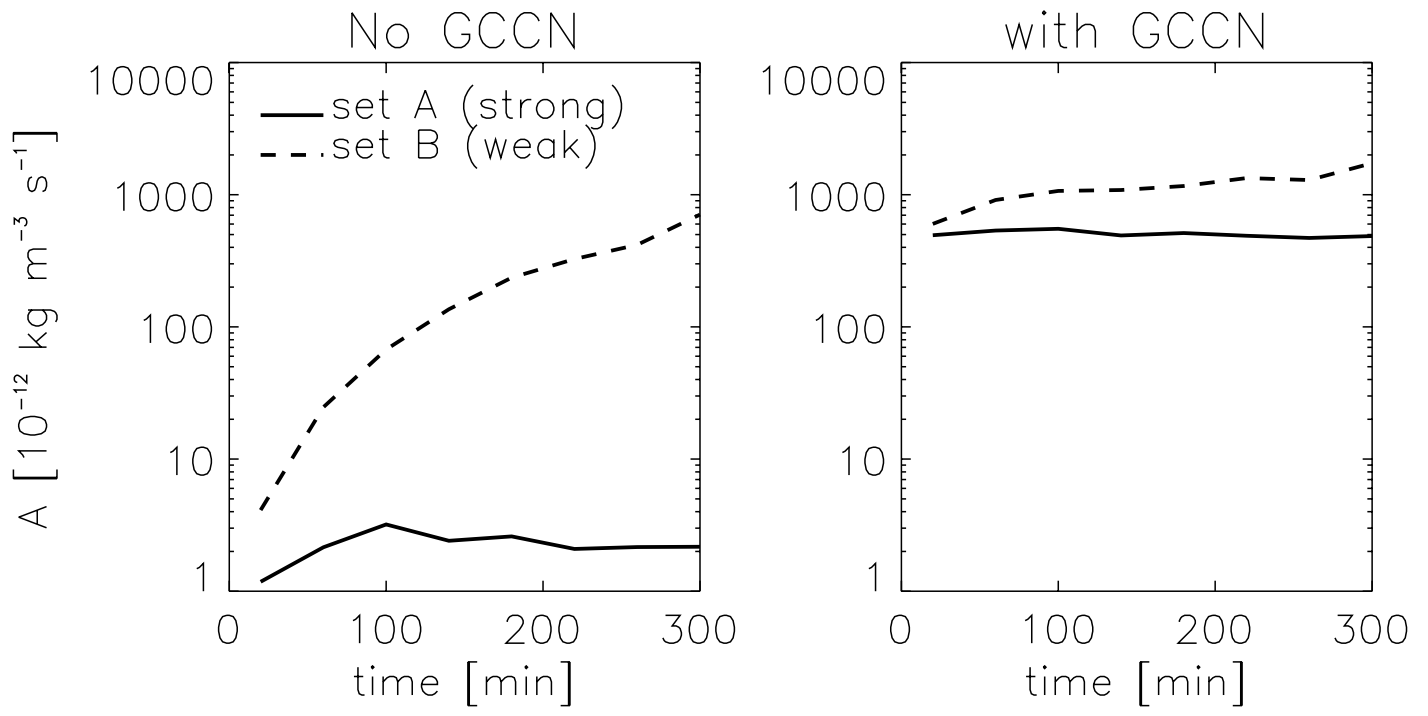 No GCCN
with GCCN
A [10⁻¹² kg m⁻³ s⁻¹]
10000
1000
100
10
1
set A (strong)
set B (weak)
0 100 200 300
time [min]
10000
1000
100
10
1
0 100 200 300
time [min]